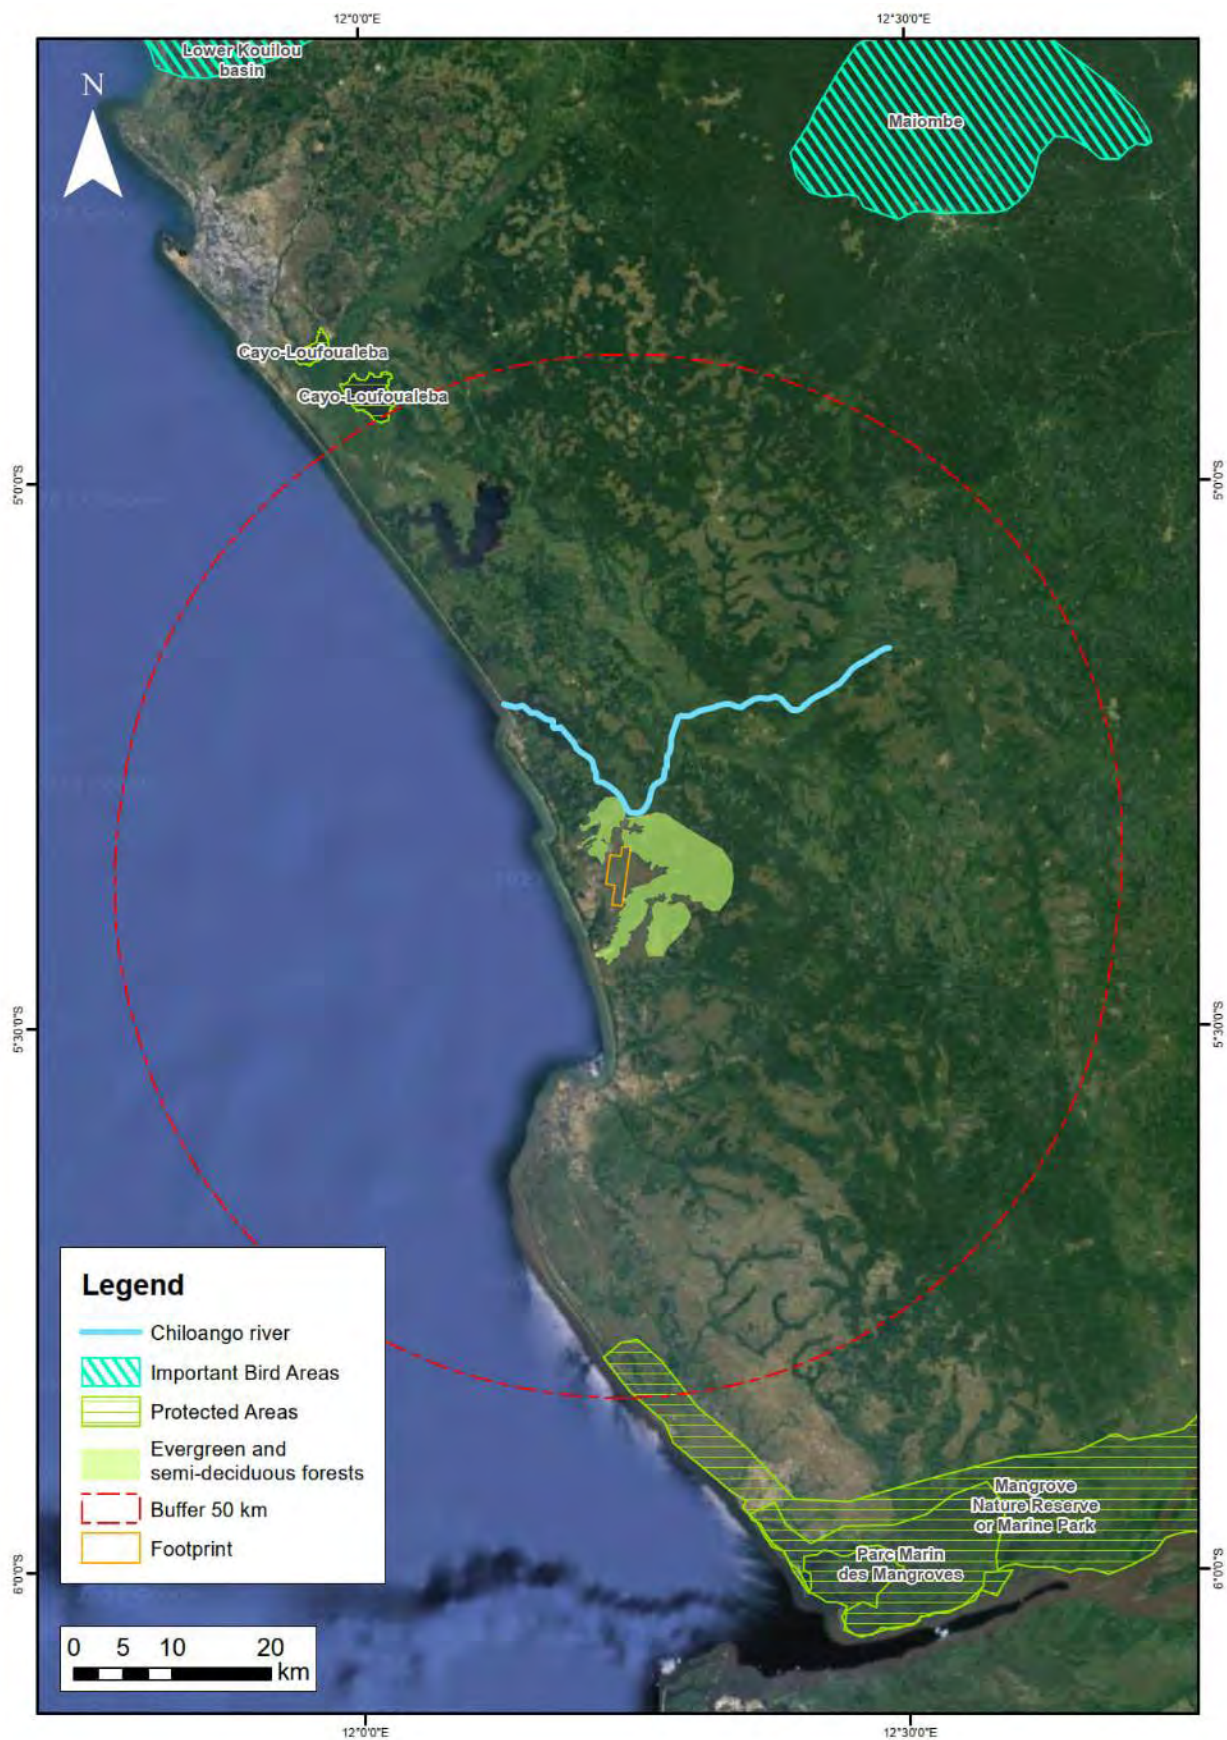 12°0'0"E
12°30'0"E
Lower Kouilou
basin
N
Maiombe
Cayo-Loufoualeba
Cayo-Loufoualeba
5°0'0"S
5°0'0"S
5°30'0"S
5°30'0"S
Legend
Chiloango river
Important Bird Areas
Protected Areas
Evergreen and
semi-deciduous forests
Buffer 50 km
Footprint
Mangrove
Nature Reserve
or Marine Park
Parc Marin
des Mangroves
6°0'0"S
6°0'0"S
0 5 10 20
km
12°0'0"E
12°30'0"E